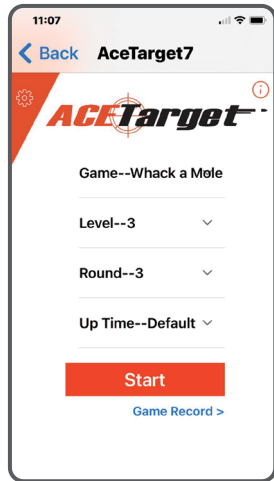 11:07
Back AceTarget7
ACETarget
Game--Whack a Mole
Level--3
Round--3
Up Time--Default
Start
Game Record >